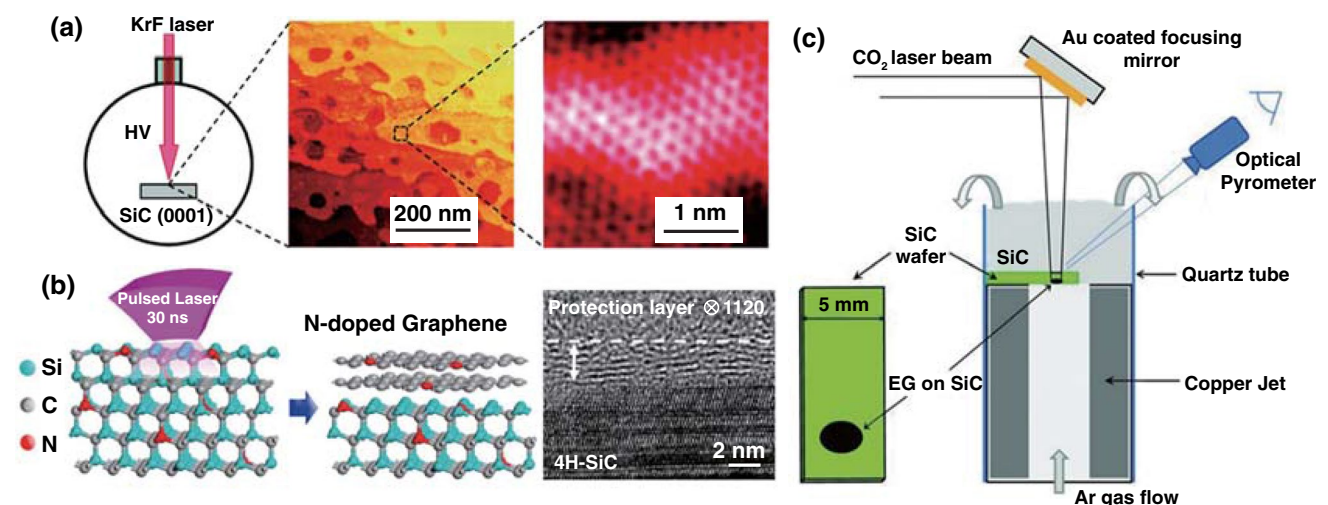 (a)
KrF laser
HV
SiC (0001)
200 nm
1 nm
(b)
Pulsed Laser
30 ns
Si
C
N
N-doped Graphene
Protection layer ⊗ 1120
4H-SiC
2 nm
(c)
Au coated focusing
mirror
CO₂ laser beam
Optical
Pyrometer
SiC
wafer
SiC
Quartz tube
5 mm
EG on SiC
Copper Jet
Ar gas flow